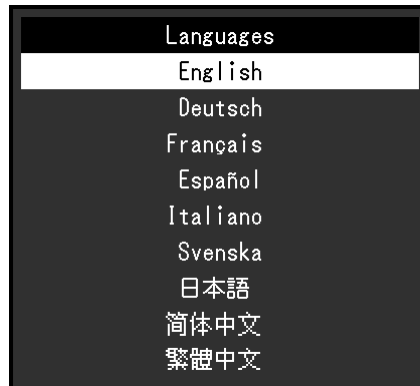 Languages
English
Deutsch
Français
Español
Italiano
Svenska
日本語
简体中文
繁體中文